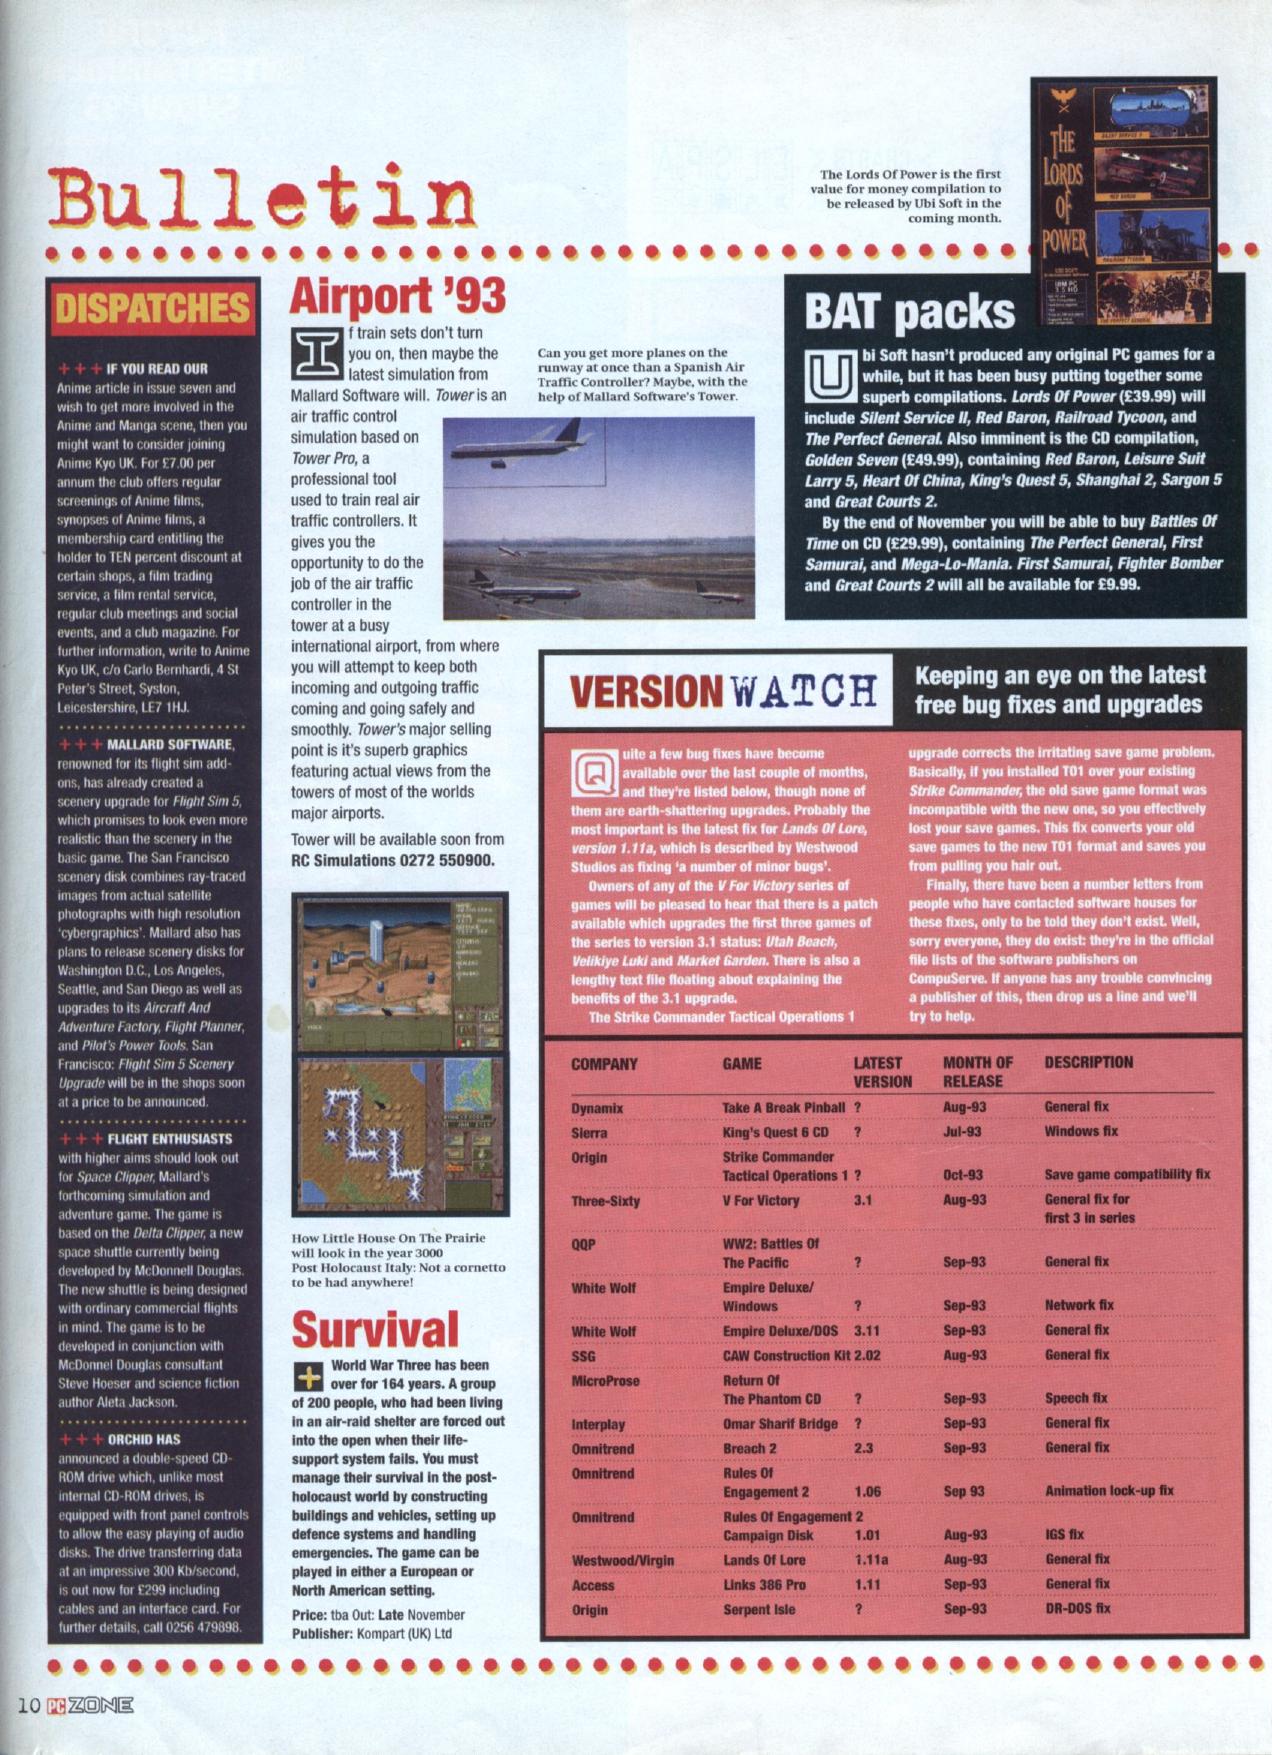 Bulletin
The Lords Of Power is the first
value for money compilation to
be released by Ubi Soft in the
coming month.
THE
LORDS
OF
POWER
DISPATCHES
+ + + IF YOU READ OUR
Anime article in issue seven and
wish to get more involved in the
Anime and Manga scene, then you
might want to consider joining
Anime Kyo UK. For £7.00 per
annum the club offers regular
screenings of Anime films,
synopses of Anime films, a
membership card entitling the
holder to TEN percent discount at
certain shops, a film trading
service, a film rental service,
regular club meetings and social
events, and a club magazine. For
further information, write to Anime
Kyo UK, c/o Carlo Bernhardi, 4 St
Peter's Street, Syston,
Leicestershire, LE7 1HJ.
+ + + MALLARD SOFTWARE,
renowned for its flight sim add-
ons, has already created a
scenery upgrade for Flight Sim 5,
which promises to look even more
realistic than the scenery in the
basic game. The San Francisco
scenery disk combines ray-traced
images from actual satellite
photographs with high resolution
'cybergraphics'. Mallard also has
plans to release scenery disks for
Washington D.C., Los Angeles,
Seattle, and San Diego as well as
upgrades to its Aircraft And
Adventure Factory, Flight Planner,
and Pilot's Power Tools. San
Francisco: Flight Sim 5 Scenery
Upgrade will be in the shops soon
at a price to be announced.
+ + + FLIGHT ENTHUSIASTS
with higher aims should look out
for Space Clipper, Mallard's
forthcoming simulation and
adventure game. The game is
based on the Delta Clipper, a new
space shuttle currently being
developed by McDonnell Douglas.
The new shuttle is being designed
with ordinary commercial flights
in mind. The game is to be
developed in conjunction with
McDonnel Douglas consultant
Steve Hoeser and science fiction
author Aleta Jackson.
+ + + ORCHID HAS
announced a double-speed CD-
ROM drive which, unlike most
internal CD-ROM drives, is
equipped with front panel controls
to allow the easy playing of audio
disks. The drive transferring data
at an impressive 300 Kb/second,
is out now for £299 including
cables and an interface card. For
further details, call 0256 479898.
Airport '93
If train sets don't turn
you on, then maybe the
latest simulation from
Mallard Software will. Tower is an
air traffic control
simulation based on
Tower Pro, a
professional tool
used to train real air
traffic controllers. It
gives you the
opportunity to do the
job of the air traffic
controller in the
tower at a busy
international airport, from where
you will attempt to keep both
incoming and outgoing traffic
coming and going safely and
smoothly. Tower's major selling
point is it's superb graphics
featuring actual views from the
towers of most of the worlds
major airports.
Tower will be available soon from
RC Simulations 0272 550900.
Can you get more planes on the
runway at once than a Spanish Air
Traffic Controller? Maybe, with the
help of Mallard Software's Tower.
How Little House On The Prairie
will look in the year 3000
Post Holocaust Italy: Not a cornetto
to be had anywhere!
Survival
+ World War Three has been
over for 164 years. A group
of 200 people, who had been living
in an air-raid shelter are forced out
into the open when their life-
support system fails. You must
manage their survival in the post-
holocaust world by constructing
buildings and vehicles, setting up
defence systems and handling
emergencies. The game can be
played in either a European or
North American setting.
Price: tba Out: Late November
Publisher: Kompart (UK) Ltd
BAT packs
Ubi Soft hasn't produced any original PC games for a
while, but it has been busy putting together some
superb compilations. Lords Of Power (£39.99) will
include Silent Service II, Red Baron, Railroad Tycoon, and
The Perfect General. Also imminent is the CD compilation,
Golden Seven (£49.99), containing Red Baron, Leisure Suit
Larry 5, Heart Of China, King's Quest 5, Shanghai 2, Sargon 5
and Great Courts 2.
By the end of November you will be able to buy Battles Of
Time on CD (£29.99), containing The Perfect General, First
Samurai, and Mega-Lo-Mania. First Samurai, Fighter Bomber
and Great Courts 2 will all be available for £9.99.
VERSION WATCH
Keeping an eye on the latest
free bug fixes and upgrades
Quite a few bug fixes have become
available over the last couple of months,
and they're listed below, though none of
them are earth-shattering upgrades. Probably the
most important is the latest fix for Lands Of Lore,
version 1.11a, which is described by Westwood
Studios as fixing 'a number of minor bugs'.
Owners of any of the V For Victory series of
games will be pleased to hear that there is a patch
available which upgrades the first three games of
the series to version 3.1 status: Utah Beach,
Velikiye Luki and Market Garden. There is also a
lengthy text file floating about explaining the
benefits of the 3.1 upgrade.
The Strike Commander Tactical Operations 1
upgrade corrects the irritating save game problem.
Basically, if you installed TO1 over your existing
Strike Commander, the old save game format was
incompatible with the new one, so you effectively
lost your save games. This fix converts your old
save games to the new TO1 format and saves you
from pulling you hair out.
Finally, there have been a number letters from
people who have contacted software houses for
these fixes, only to be told they don't exist. Well,
sorry everyone, they do exist: they're in the official
file lists of the software publishers on
CompuServe. If anyone has any trouble convincing
a publisher of this, then drop us a line and we'll
try to help.
COMPANY GAME LATEST VERSION MONTH OF RELEASE DESCRIPTION
Dynamix Take A Break Pinball ? Aug-93 General fix
Sierra King's Quest 6 CD ? Jul-93 Windows fix
Origin Strike Commander
Tactical Operations 1 ? Oct-93 Save game compatibility fix
Three-Sixty V For Victory 3.1 Aug-93 General fix for
first 3 in series
QQP WW2: Battles Of
The Pacific ? Sep-93 General fix
White Wolf Empire Deluxe/
Windows ? Sep-93 Network fix
White Wolf Empire Deluxe/DOS 3.11 Sep-93 General fix
SSG CAW Construction Kit 2.02 Aug-93 General fix
MicroProse Return Of
The Phantom CD ? Sep-93 Speech fix
Interplay Omar Sharif Bridge ? Sep-93 General fix
Omnitrend Breach 2 2.3 Sep-93 General fix
Omnitrend Rules Of
Engagement 2 1.06 Sep 93 Animation lock-up fix
Omnitrend Rules Of Engagement 2
Campaign Disk 1.01 Aug-93 IGS fix
Westwood/Virgin Lands Of Lore 1.11a Aug-93 General fix
Access Links 386 Pro 1.11 Sep-93 General fix
Origin Serpent Isle ? Sep-93 DR-DOS fix
10 PC ZONE